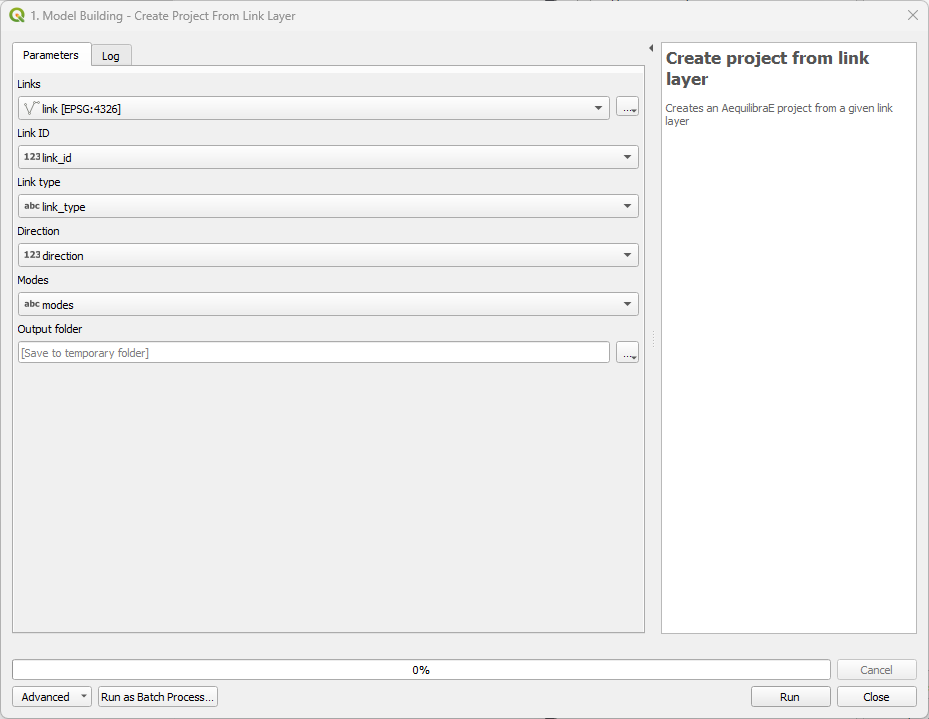 1. Model Building - Create Project From Link Layer
Parameters
Log
Links
link [EPSG:4326]
...
Link ID
123 link_id
Link type
abc link_type
Direction
123 direction
Modes
abc modes
Output folder
[Save to temporary folder]
...
Create project from link
layer
Creates an AequilibraE project from a given link
layer
0%
Cancel
Advanced
Run as Batch Process...
Run
Close